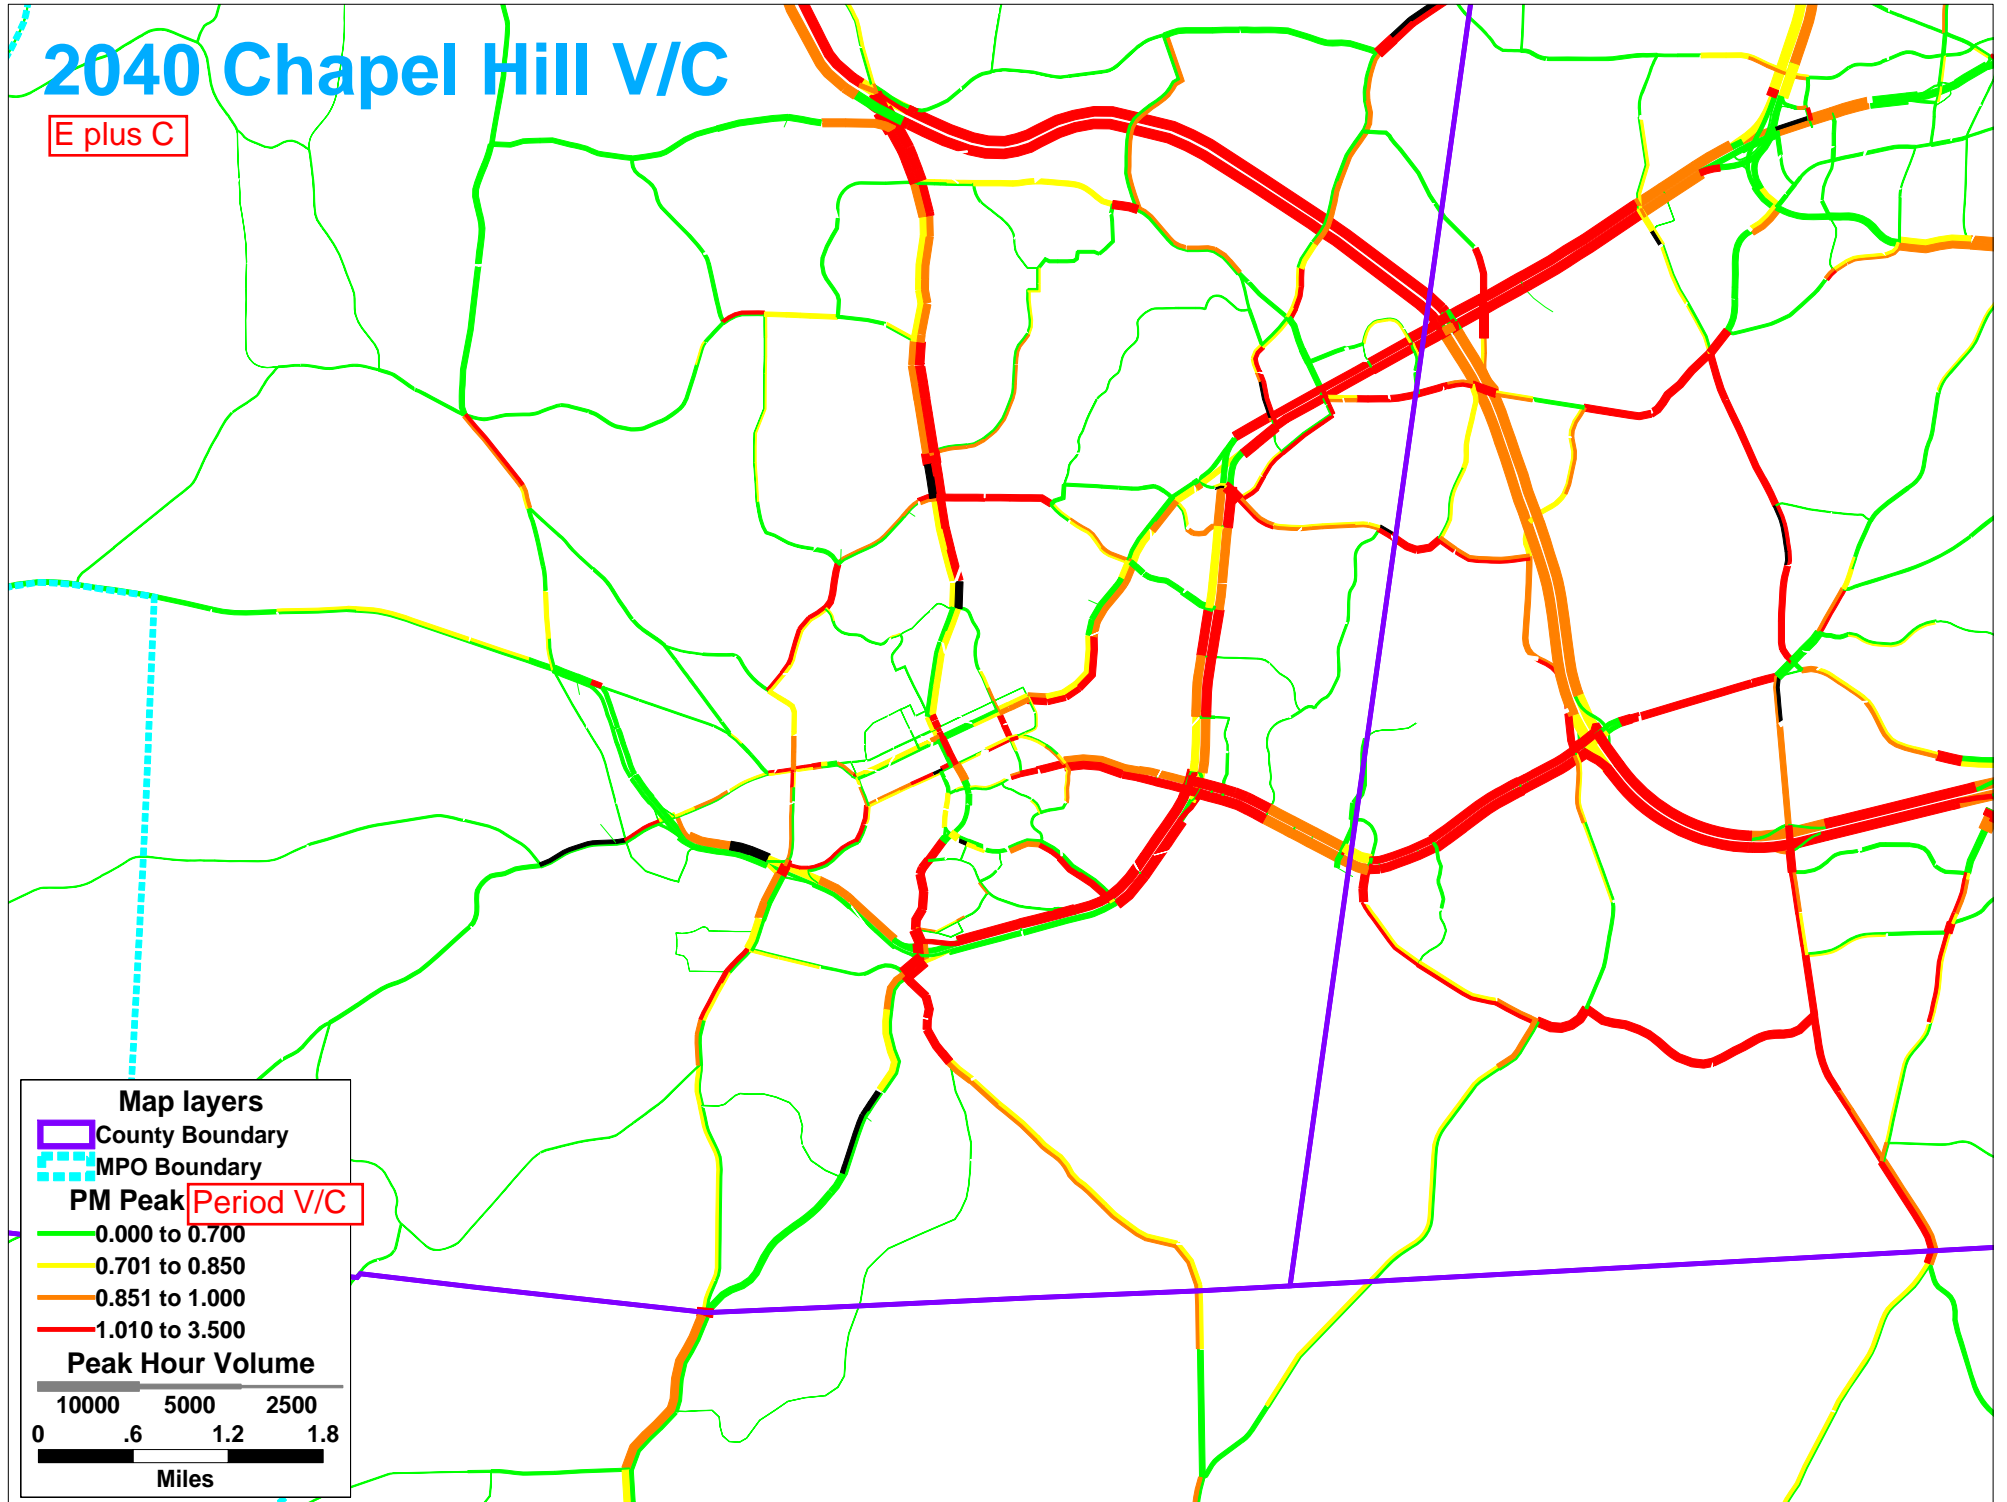 2040 Chapel Hill V/C
E plus C
Map layers
County Boundary
MPO Boundary
PM Peak Period V/C
0.000 to 0.700
0.701 to 0.850
0.851 to 1.000
1.010 to 3.500
Peak Hour Volume
10000 5000 2500
0 .6 1.2 1.8
Miles